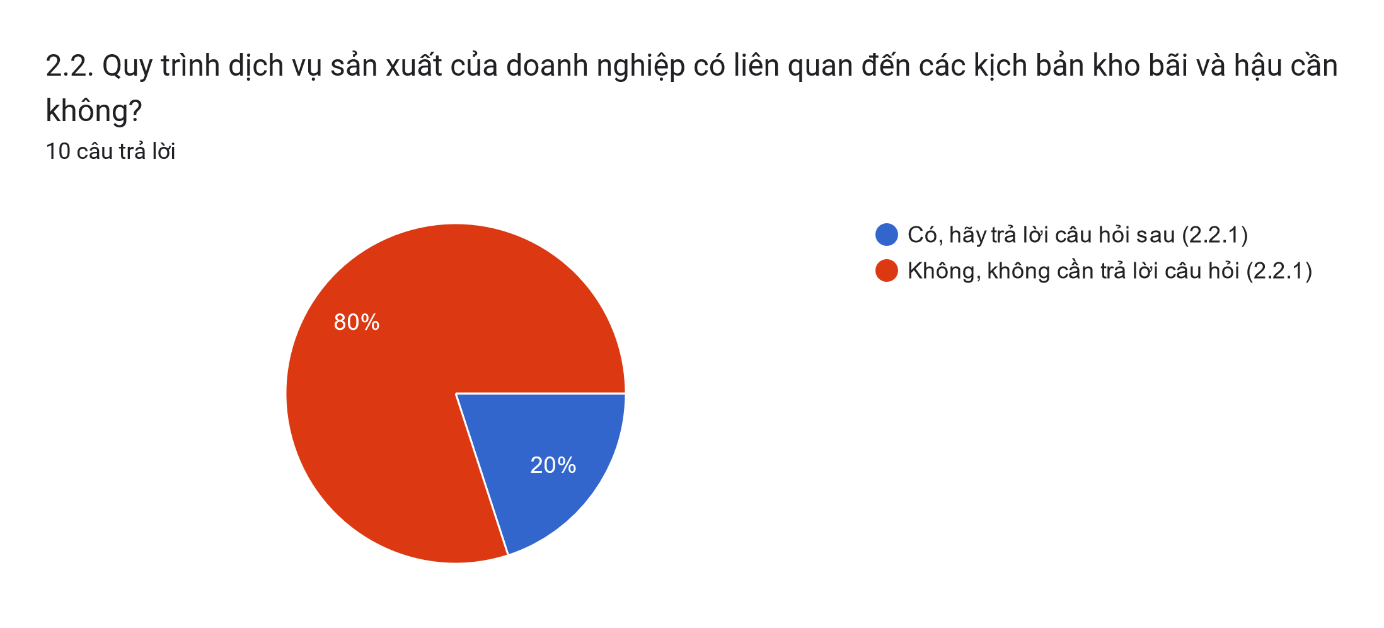 2.2. Quy trình dịch vụ sản xuất của doanh nghiệp có liên quan đến các kịch bản kho bãi và hậu cần
không?
10 câu trả lời
Có, hãy trả lời câu hỏi sau (2.2.1)
Không, không cần trả lời câu hỏi (2.2.1)
80%
20%